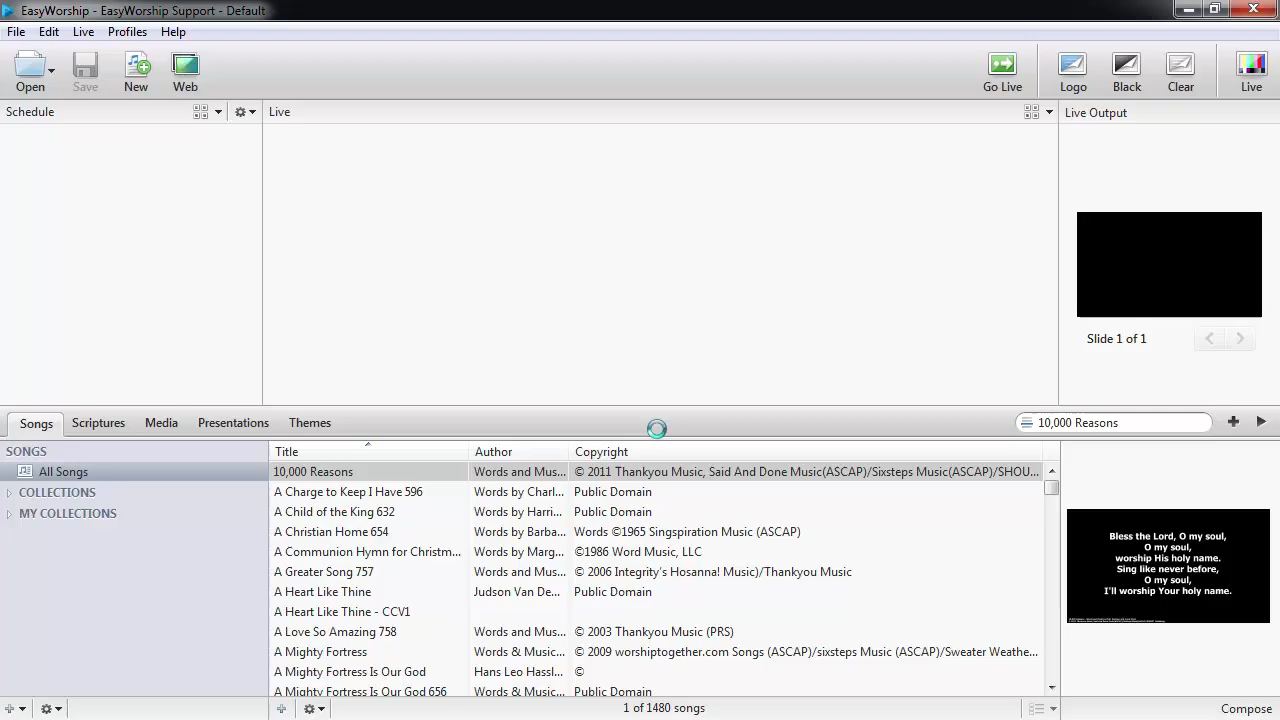 EasyWorship - EasyWorship Support - Default
File Edit Live Profiles Help
Open Save New Web Go Live Logo Black Clear Live
Schedule Live Live Output
Slide 1 of 1
Songs Scriptures Media Presentations Themes 10,000 Reasons
SONGS Title Author Copyright
All Songs 10,000 Reasons Words and Mus... © 2011 Thankyou Music, Said And Done Music(ASCAP)/Sixsteps Music(ASCAP)/SHOU...
COLLECTIONS A Charge to Keep I Have 596 Words by Charl... Public Domain
MY COLLECTIONS A Child of the King 632 Words by Harri... Public Domain
A Christian Home 654 Words by Barba... Words ©1965 Singspiration Music (ASCAP)
A Communion Hymn for Christm... Words by Marg... ©1986 Word Music, LLC
A Greater Song 757 Words and Mus... © 2006 Integrity's Hosanna! Music)/Thankyou Music
A Heart Like Thine Judson Van De... Public Domain
A Heart Like Thine - CCV1
A Love So Amazing 758 Words and Mus... © 2003 Thankyou Music (PRS)
A Mighty Fortress Words & Music... © 2009 worshiptogether.com Songs (ASCAP)/sixsteps Music (ASCAP)/Sweater Weathe...
A Mighty Fortress Is Our God Hans Leo Hassl... ©
A Mighty Fortress Is Our God 656 Words & Music... Public Domain
Bless the Lord, O my soul,
O my soul,
worship His holy name.
Sing like never before,
O my soul,
I'll worship Your holy name.
1 of 1480 songs Compose